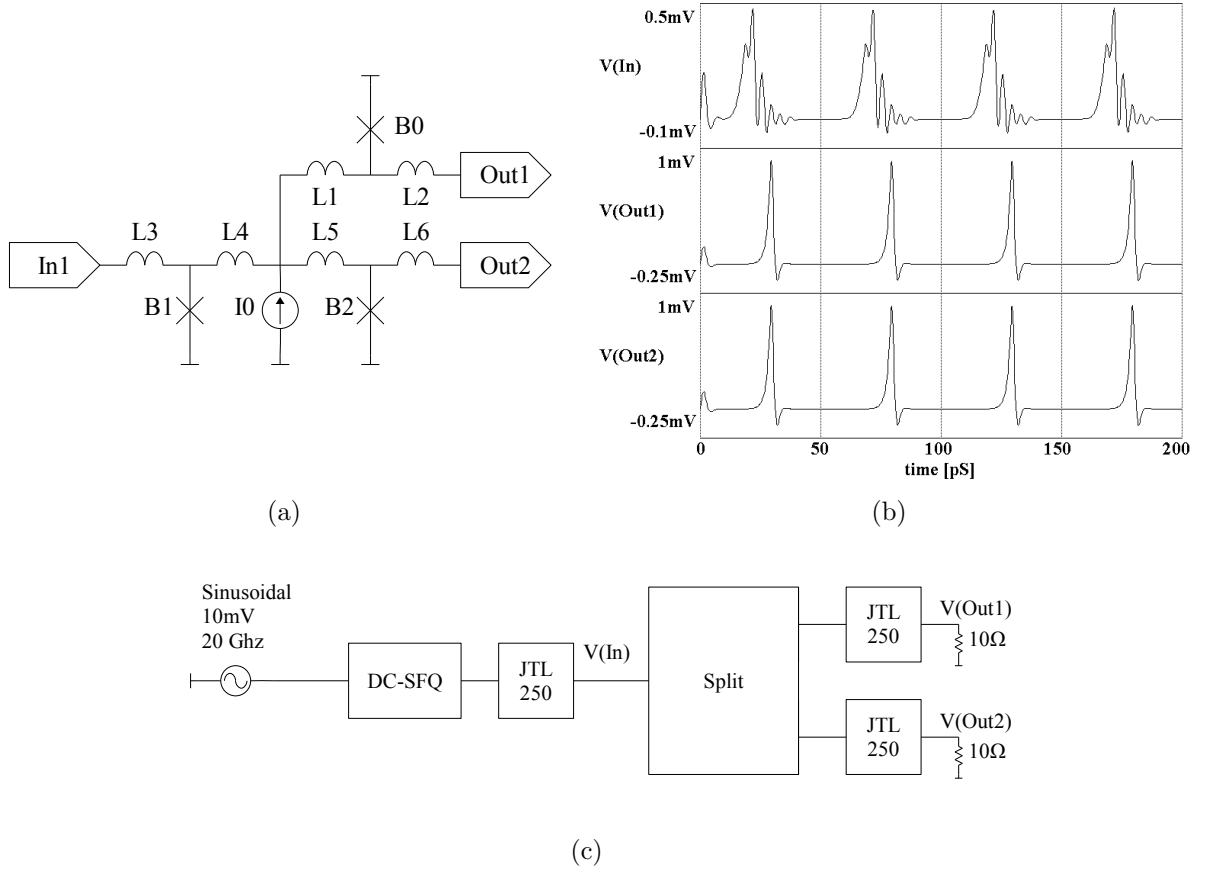 B0
Out1
L1
L2
L3
L4
L5
L6
In1
Out2
B1
I0
B2
(a)
0.5mV
V(In)
-0.1mV
1mV
V(Out1)
-0.25mV
1mV
V(Out2)
-0.25mV
0
50
100
150
200
time [pS]
(b)
Sinusoidal
10mV
20 Ghz
DC-SFQ
JTL
250
V(In)
Split
JTL
250
V(Out1)
10Ω
JTL
250
V(Out2)
10Ω
(c)